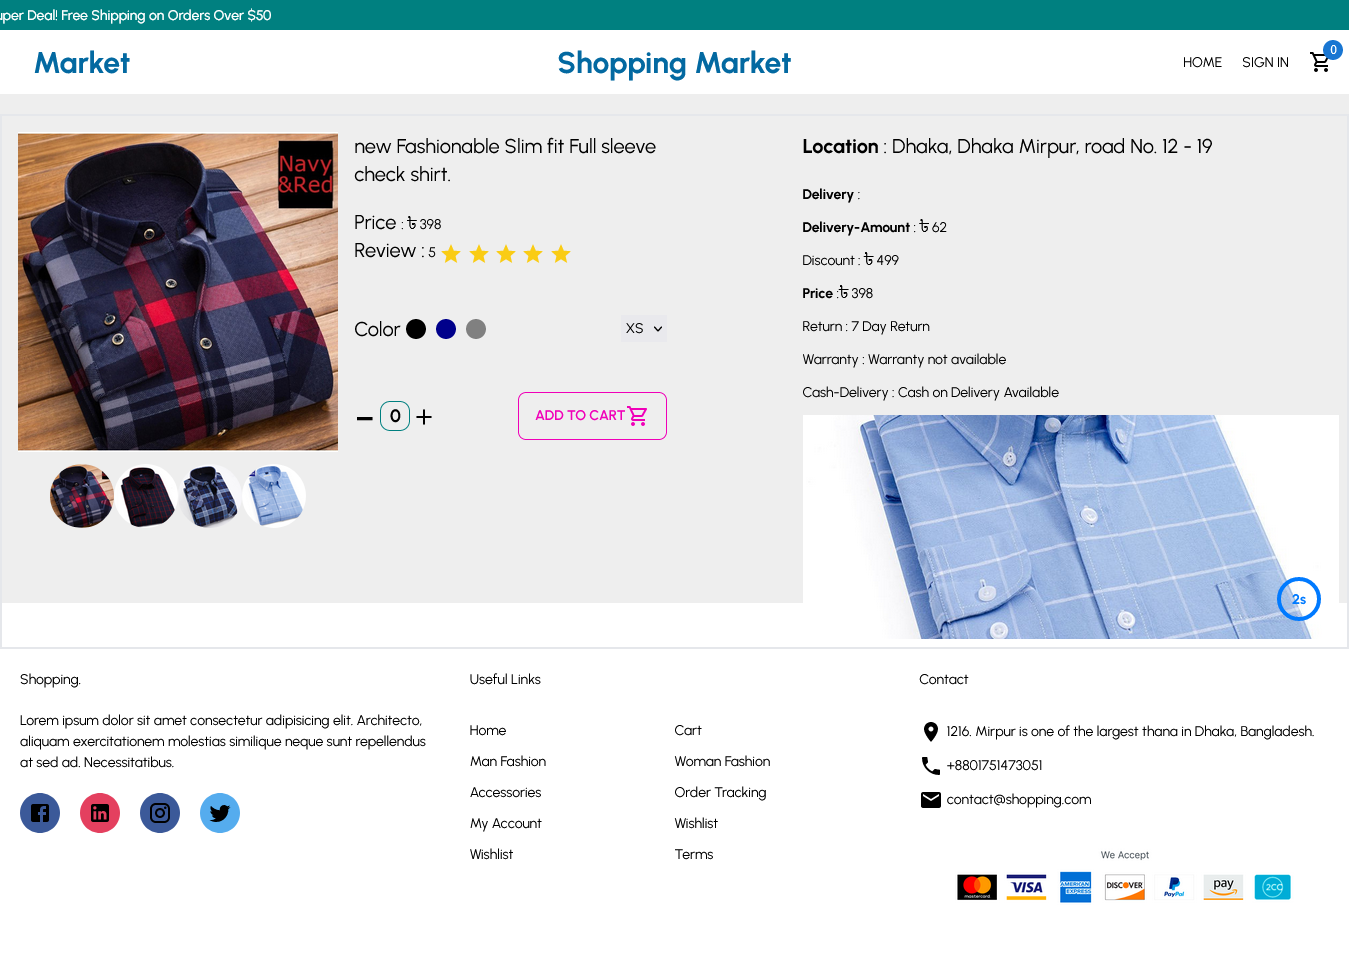 Super Deal! Free Shipping on Orders Over $50
Market
Shopping Market
HOME
SIGN IN
0
Navy
&Red
new Fashionable Slim fit Full sleeve
check shirt.
Price : ৳ 398
Review : 5
Color
XS
0
ADD TO CART
Location : Dhaka, Dhaka Mirpur, road No. 12 - 19
Delivery :
Delivery-Amount : ৳ 62
Discount : ৳ 499
Price :৳ 398
Return : 7 Day Return
Warranty : Warranty not available
Cash-Delivery : Cash on Delivery Available
2s
Shopping.
Lorem ipsum dolor sit amet consectetur adipisicing elit. Architecto,
aliquam exercitationem molestias similique neque sunt repellendus
at sed ad. Necessitatibus.
Useful Links
Home
Man Fashion
Accessories
My Account
Wishlist
Cart
Woman Fashion
Order Tracking
Wishlist
Terms
Contact
1216. Mirpur is one of the largest thana in Dhaka, Bangladesh.
+8801751473051
contact@shopping.com
We Accept
mastercard
VISA
AMERICAN
EXPRESS
DISCOVER
PayPal
pay
2CO